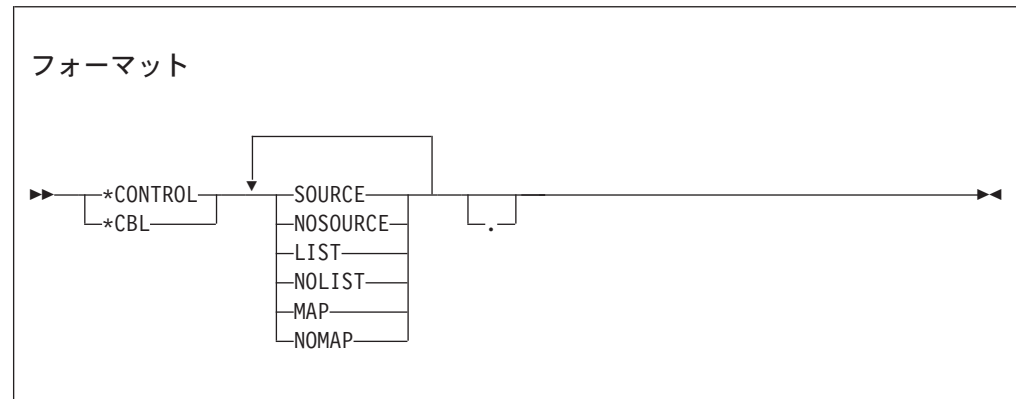 フォーマット
*CONTROL SOURCE
*CBL NOSOURCE .
LIST
NOLIST
MAP
NOMAP